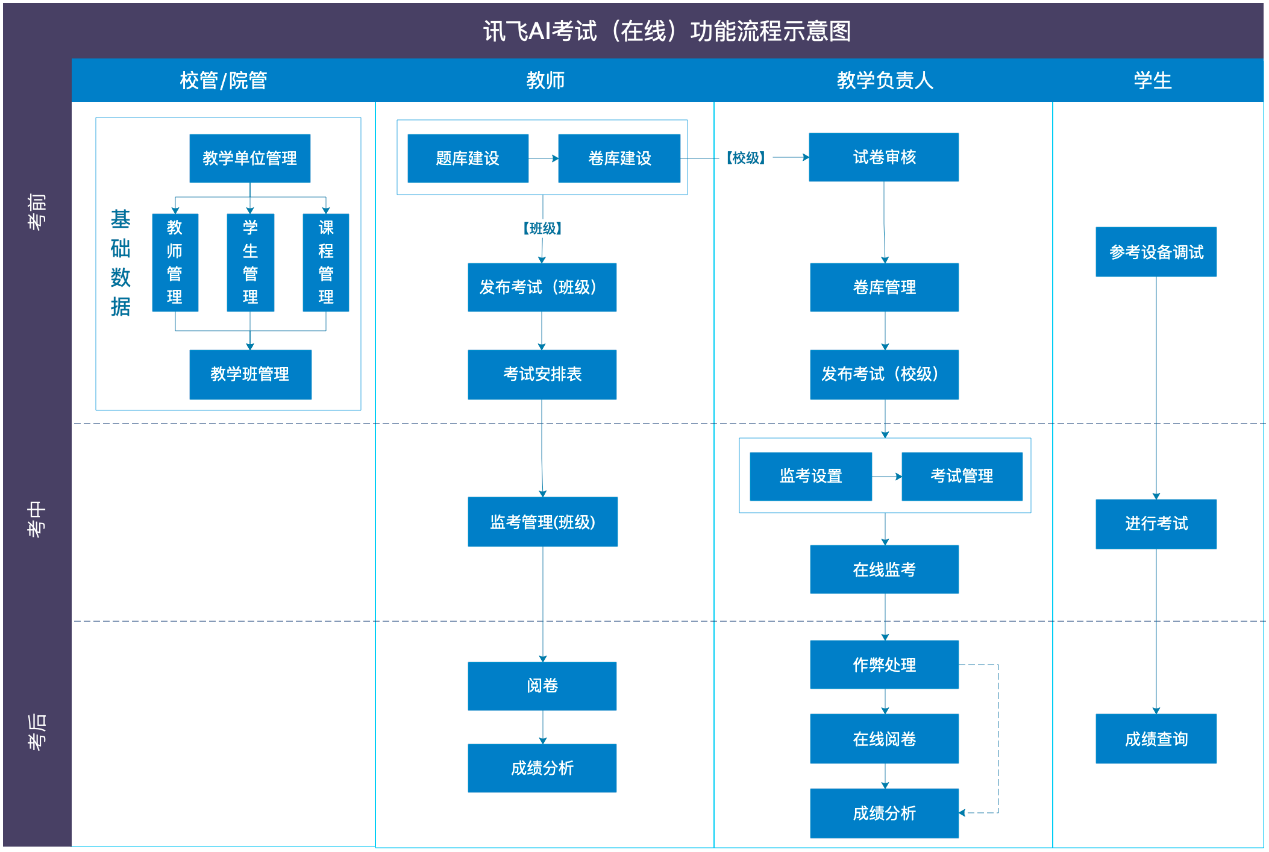 讯飞AI考试（在线）功能流程示意图
校管/院管
教师
教学负责人
学生
考前
基础数据
教学单位管理
教师管理
学生管理
课程管理
教学班管理
题库建设
卷库建设
【校级】
试卷审核
【班级】
发布考试（班级）
考试安排表
卷库管理
发布考试（校级）
参考设备调试
考中
监考管理(班级)
监考设置
考试管理
在线监考
进行考试
考后
阅卷
成绩分析
作弊处理
在线阅卷
成绩分析
成绩查询